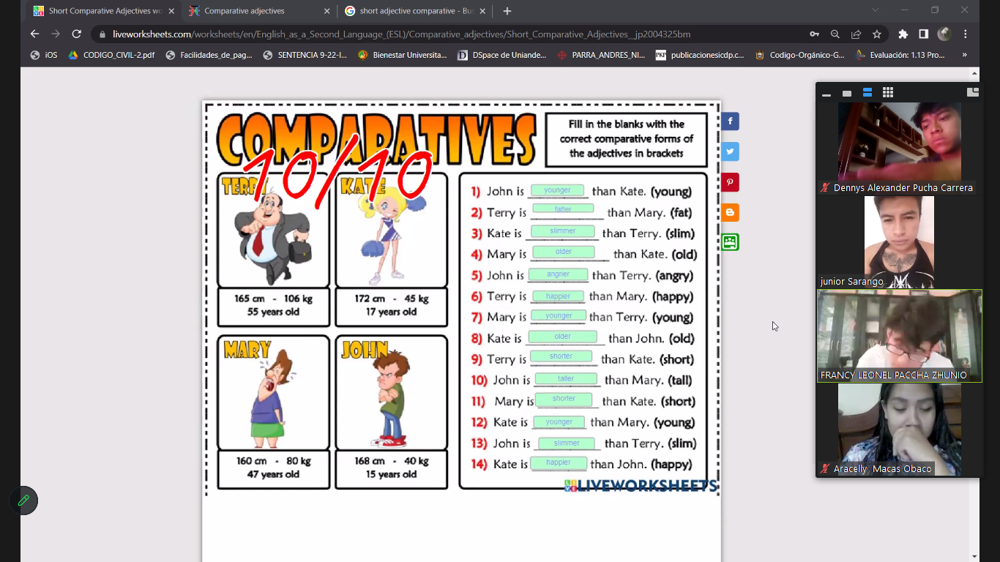 Short Comparative Adjectives wo
Comparative adjectives
short adjective comparative - Bus
liveworksheets.com/worksheets/en/English_as_a_Second_Language_(ESL)/Comparative_adjectives/Short_Comparative_Adjectives__jp2004325bm
iOS
CODIGO_CIVIL-2.pdf
Facilidades_de_pag...
SENTENCIA 9-22-I...
Bienestar Universita...
DSpace de Uniande...
PARRA_ANDRES_NI...
publicacionesicdp.c...
Codigo-Orgánico-G...
Evaluación: 1.13 Pro...
COMPARATIVES
10/10
Fill in the blanks with the
correct comparative forms of
the adjectives in brackets
TERRY
165 cm - 106 kg
55 years old
KATE
172 cm - 45 kg
17 years old
MARY
160 cm - 80 kg
47 years old
JOHN
168 cm - 40 kg
15 years old
1) John is younger than Kate. (young)
2) Terry is fatter than Mary. (fat)
3) Kate is slimmer than Terry. (slim)
4) Mary is older than Kate. (old)
5) John is angrier than Terry. (angry)
6) Terry is happier than Mary. (happy)
7) Mary is younger than Terry. (young)
8) Kate is older than John. (old)
9) Terry is shorter than Kate. (short)
10) John is taller than Mary. (tall)
11) Mary is shorter than Kate. (short)
12) Kate is younger than Mary. (young)
13) John is slimmer than Terry. (slim)
14) Kate is happier than John. (happy)
LIVEWORKSHEETS
Dennys Alexander Pucha Carrera
junior Sarango
FRANCY LEONEL PACCHA ZHUNIO
Aracelly Macas Obaco